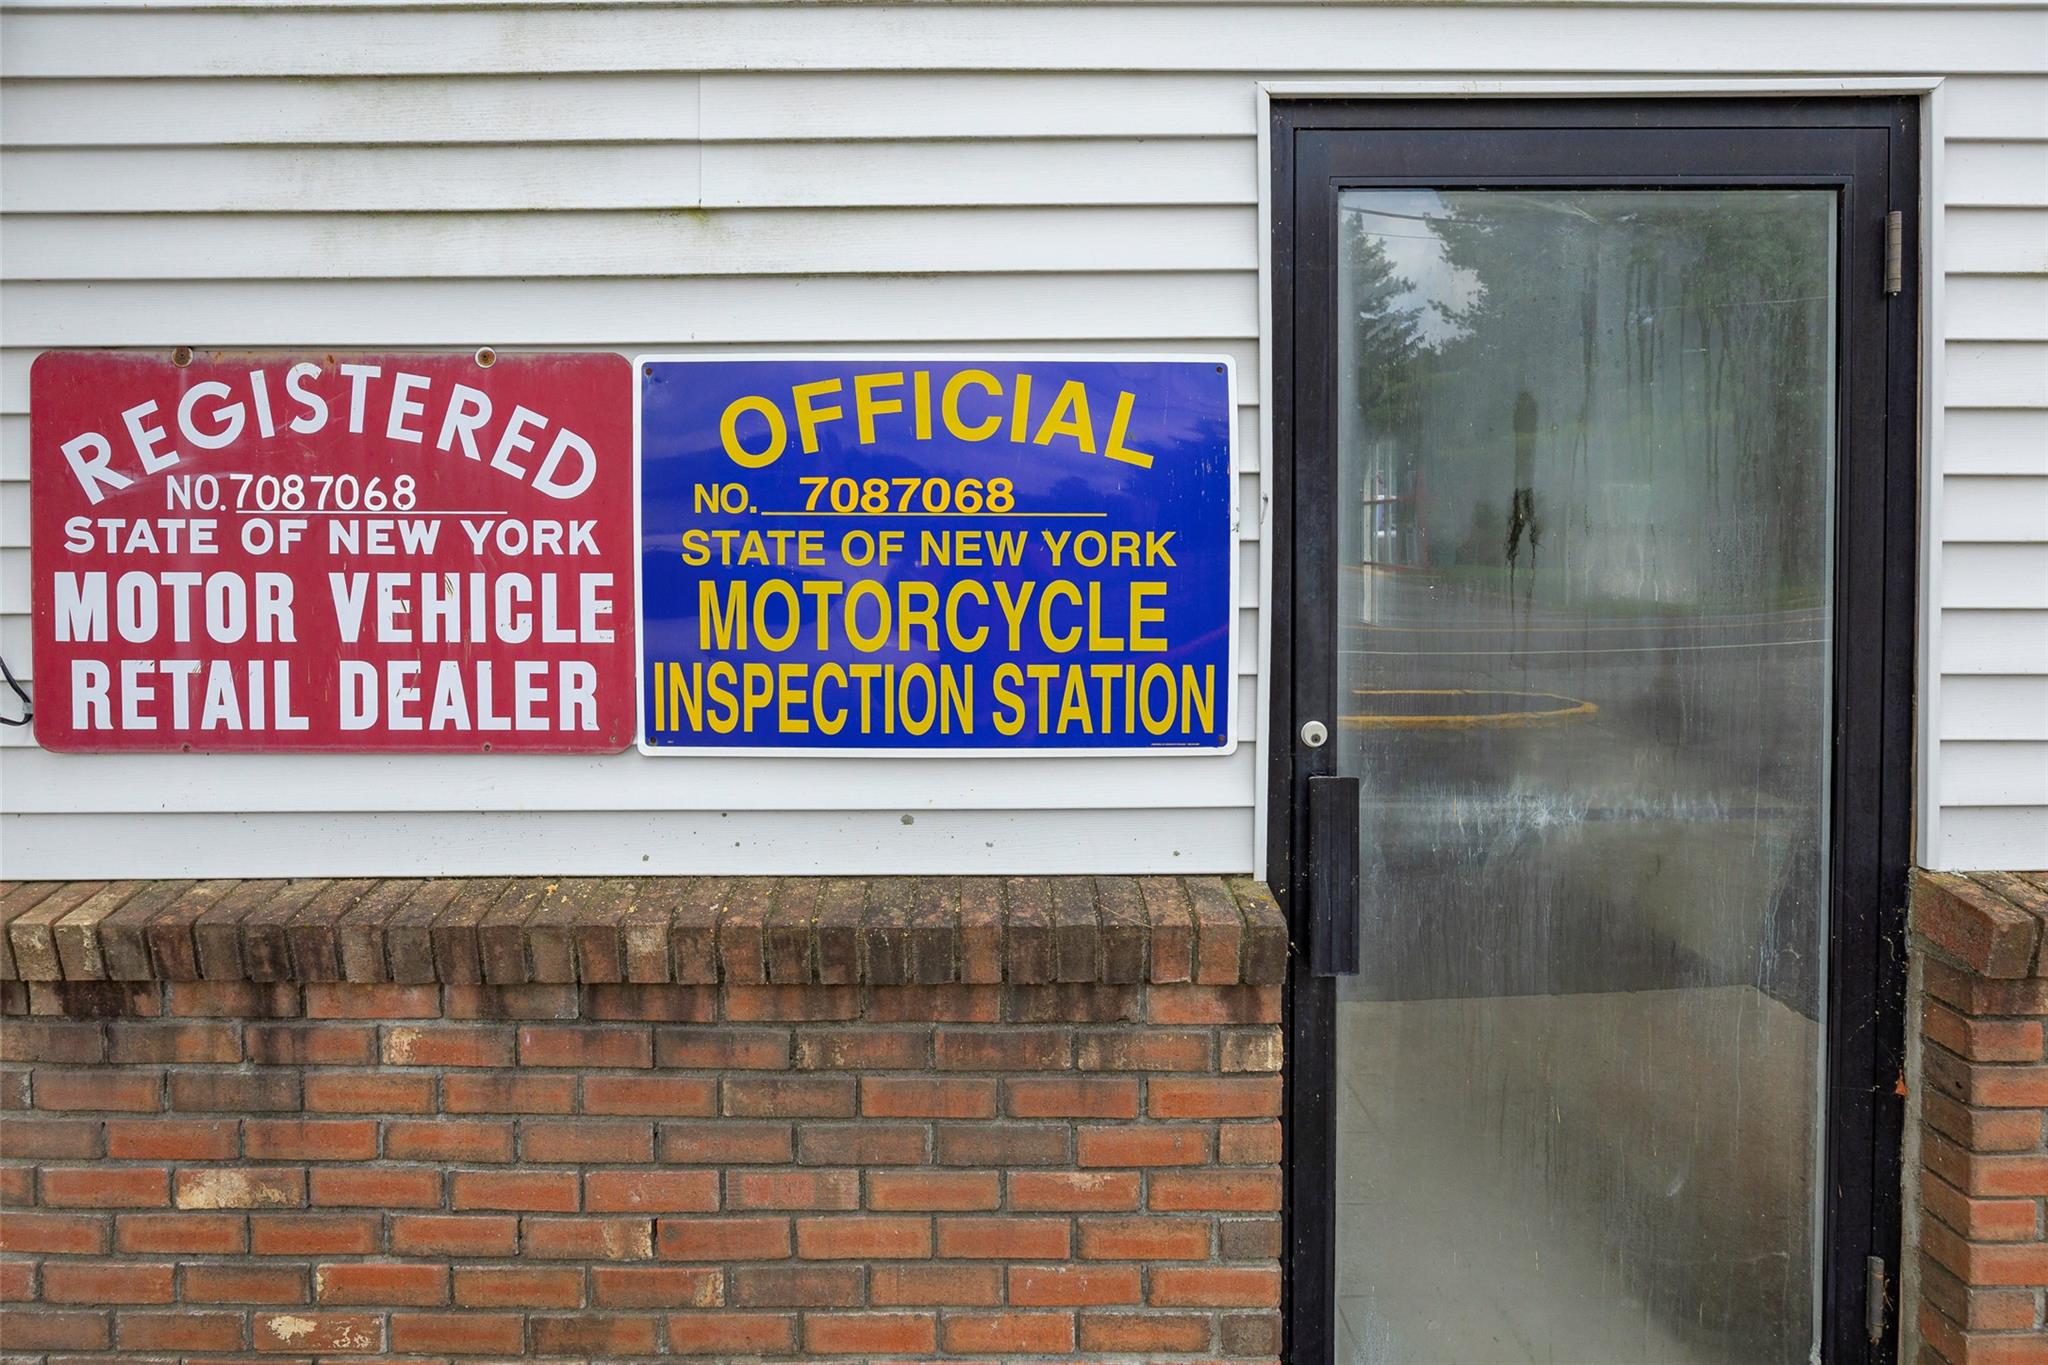 REGISTERED
NO. 7087068
STATE OF NEW YORK
MOTOR VEHICLE
RETAIL DEALER
OFFICIAL
NO. 7087068
STATE OF NEW YORK
MOTORCYCLE
INSPECTION STATION